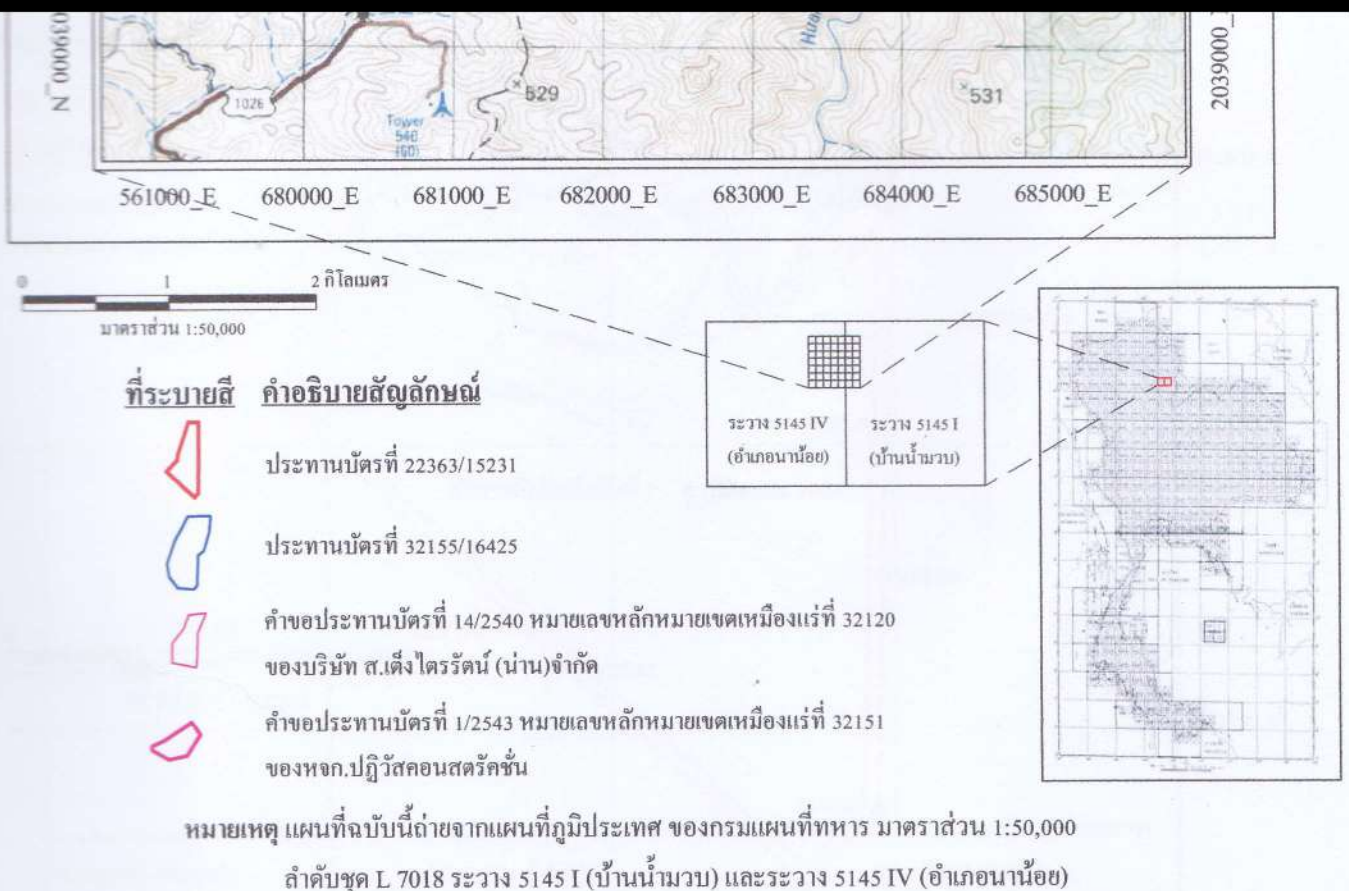 Hua
2039000_
039000_N
1026
529
531
Tower
540
(60)
561000_E 680000_E 681000_E 682000_E 683000_E 684000_E 685000_E
0 1 2 กิโลเมตร
มาตราส่วน 1:50,000
ที่ระบายสี คำอธิบายสัญลักษณ์
ระวาง 5145 IV ระวาง 5145 I
(อำเภอนาน้อย) (บ้านน้ำมวบ)
ประทานบัตรที่ 22363/15231
ประทานบัตรที่ 32155/16425
คำขอประทานบัตรที่ 14/2540 หมายเลขหลักหมายเขตเหมืองแร่ที่ 32120
ของบริษัท ส.เต็งไตรรัตน์ (น่าน)จำกัด
คำขอประทานบัตรที่ 1/2543 หมายเลขหลักหมายเขตเหมืองแร่ที่ 32151
ของหจก.ปฏิวัสคอนสตรัคชั่น
หมายเหตุ แผนที่ฉบับนี้ถ่ายจากแผนที่ภูมิประเทศ ของกรมแผนที่ทหาร มาตราส่วน 1:50,000
ลำดับชุด L 7018 ระวาง 5145 I (บ้านน้ำมวบ) และระวาง 5145 IV (อำเภอนาน้อย)